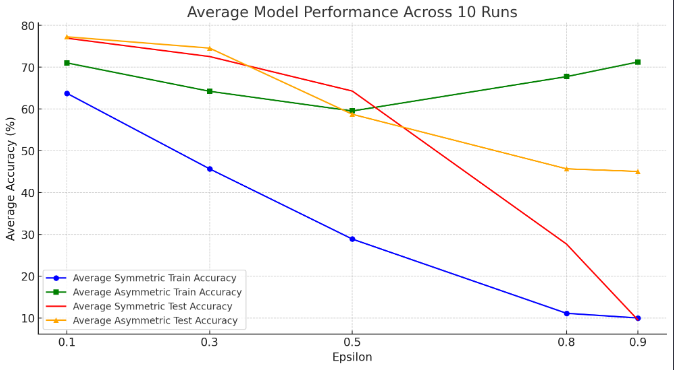 Average Model Performance Across 10 Runs
Average Accuracy (%)
80
70
60
50
40
30
20
10
Average Symmetric Train Accuracy
Average Asymmetric Train Accuracy
Average Symmetric Test Accuracy
Average Asymmetric Test Accuracy
0.1 0.3 0.5 0.8 0.9
Epsilon